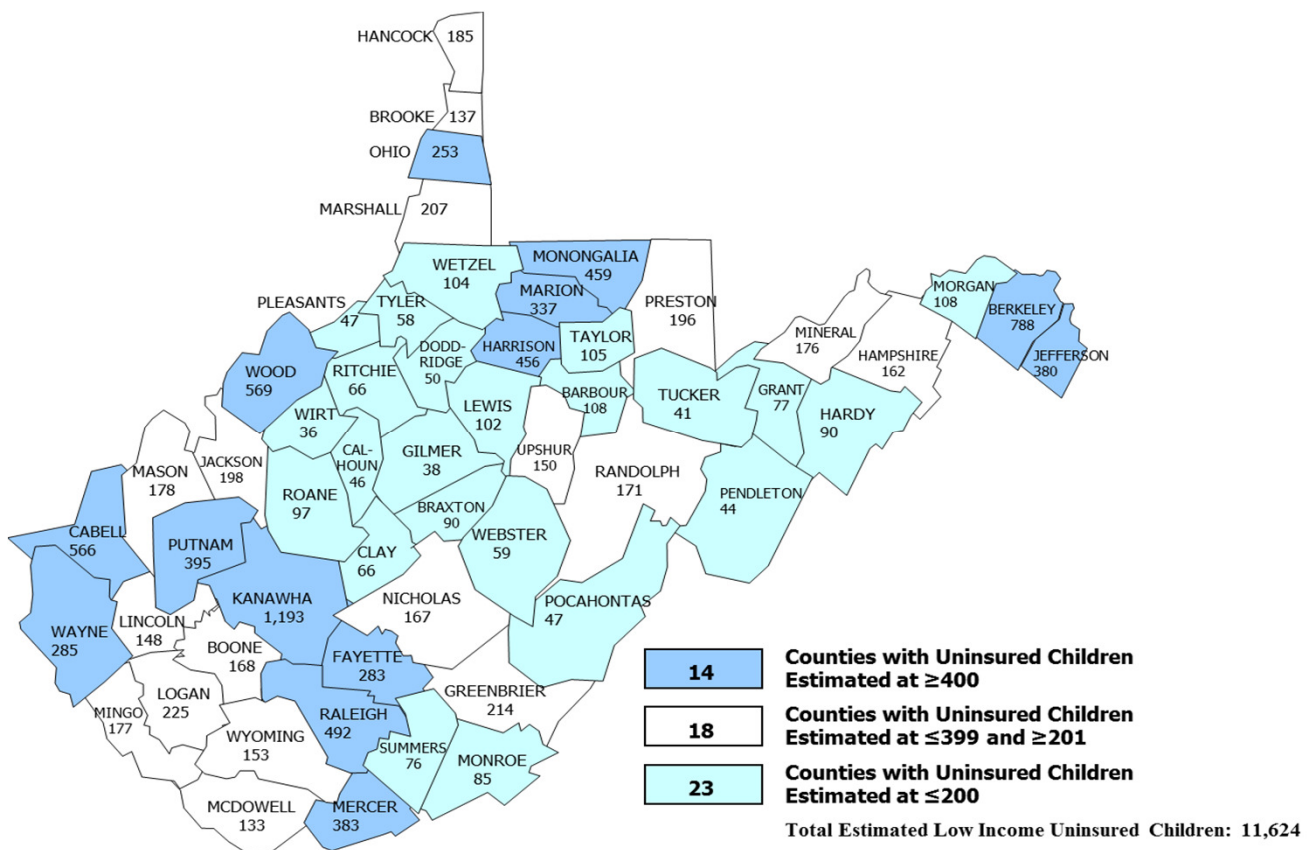 HANCOCK 185
BROOKE 137
OHIO 253
MARSHALL 207
WETZEL
104
MONONGALIA
459
MARION
337
PRESTON
196
MORGAN
108
BERKELEY
788
JEFFERSON
380
PLEASANTS
47
TYLER
58
DODD-
RIDGE
50
HARRISON
456
TAYLOR
105
MINERAL
176
HAMPSHIRE
162
WOOD
569
RITCHIE
66
LEWIS
102
BARBOUR
108
TUCKER
41
GRANT
77
HARDY
90
WIRT
36
CAL-
HOUN
46
GILMER
38
UPSHUR
150
RANDOLPH
171
PENDLETON
44
MASON
178
JACKSON
198
ROANE
97
BRAXTON
90
WEBSTER
59
CABELL
566
PUTNAM
395
CLAY
66
KANAWHA
1,193
NICHOLAS
167
POCAHONTAS
47
WAYNE
285
LINCOLN
148
BOONE
168
FAYETTE
283
GREENBRIER
214
MINGO
177
LOGAN
225
RALEIGH
492
WYOMING
153
SUMMERS
76
MONROE
85
MCDOWELL
133
MERCER
383
14 Counties with Uninsured Children
Estimated at ≥400
18 Counties with Uninsured Children
Estimated at ≤399 and ≥201
23 Counties with Uninsured Children
Estimated at ≤200
Total Estimated Low Income Uninsured Children: 11,624